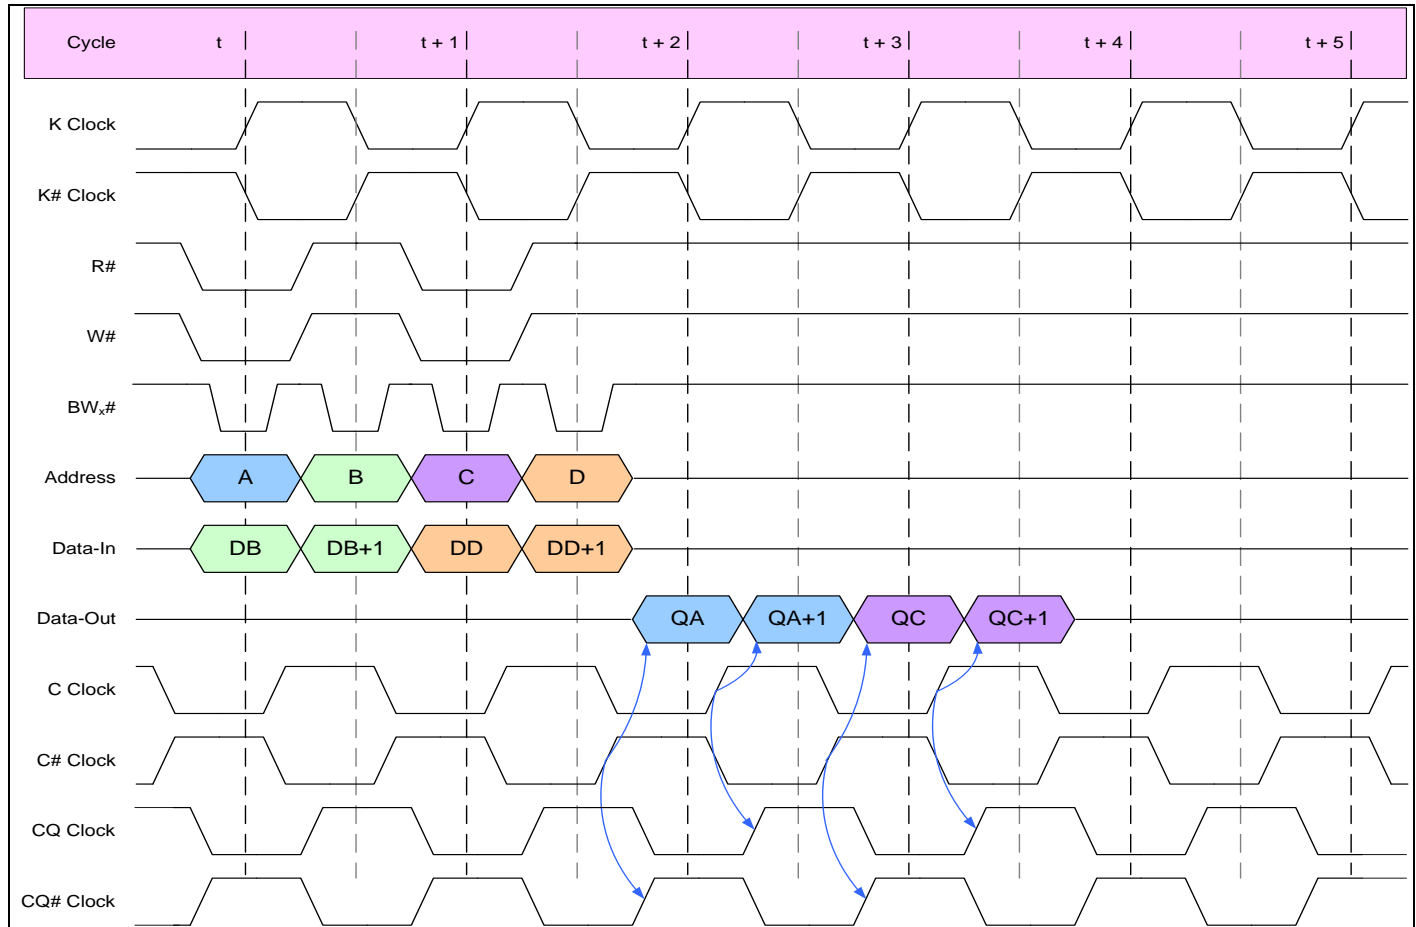 Cycle t t + 1 t + 2 t + 3 t + 4 t + 5
K Clock
K# Clock
R#
W#
BWx#
Address A B C D
Data-In DB DB+1 DD DD+1
Data-Out QA QA+1 QC QC+1
C Clock
C# Clock
CQ Clock
CQ# Clock